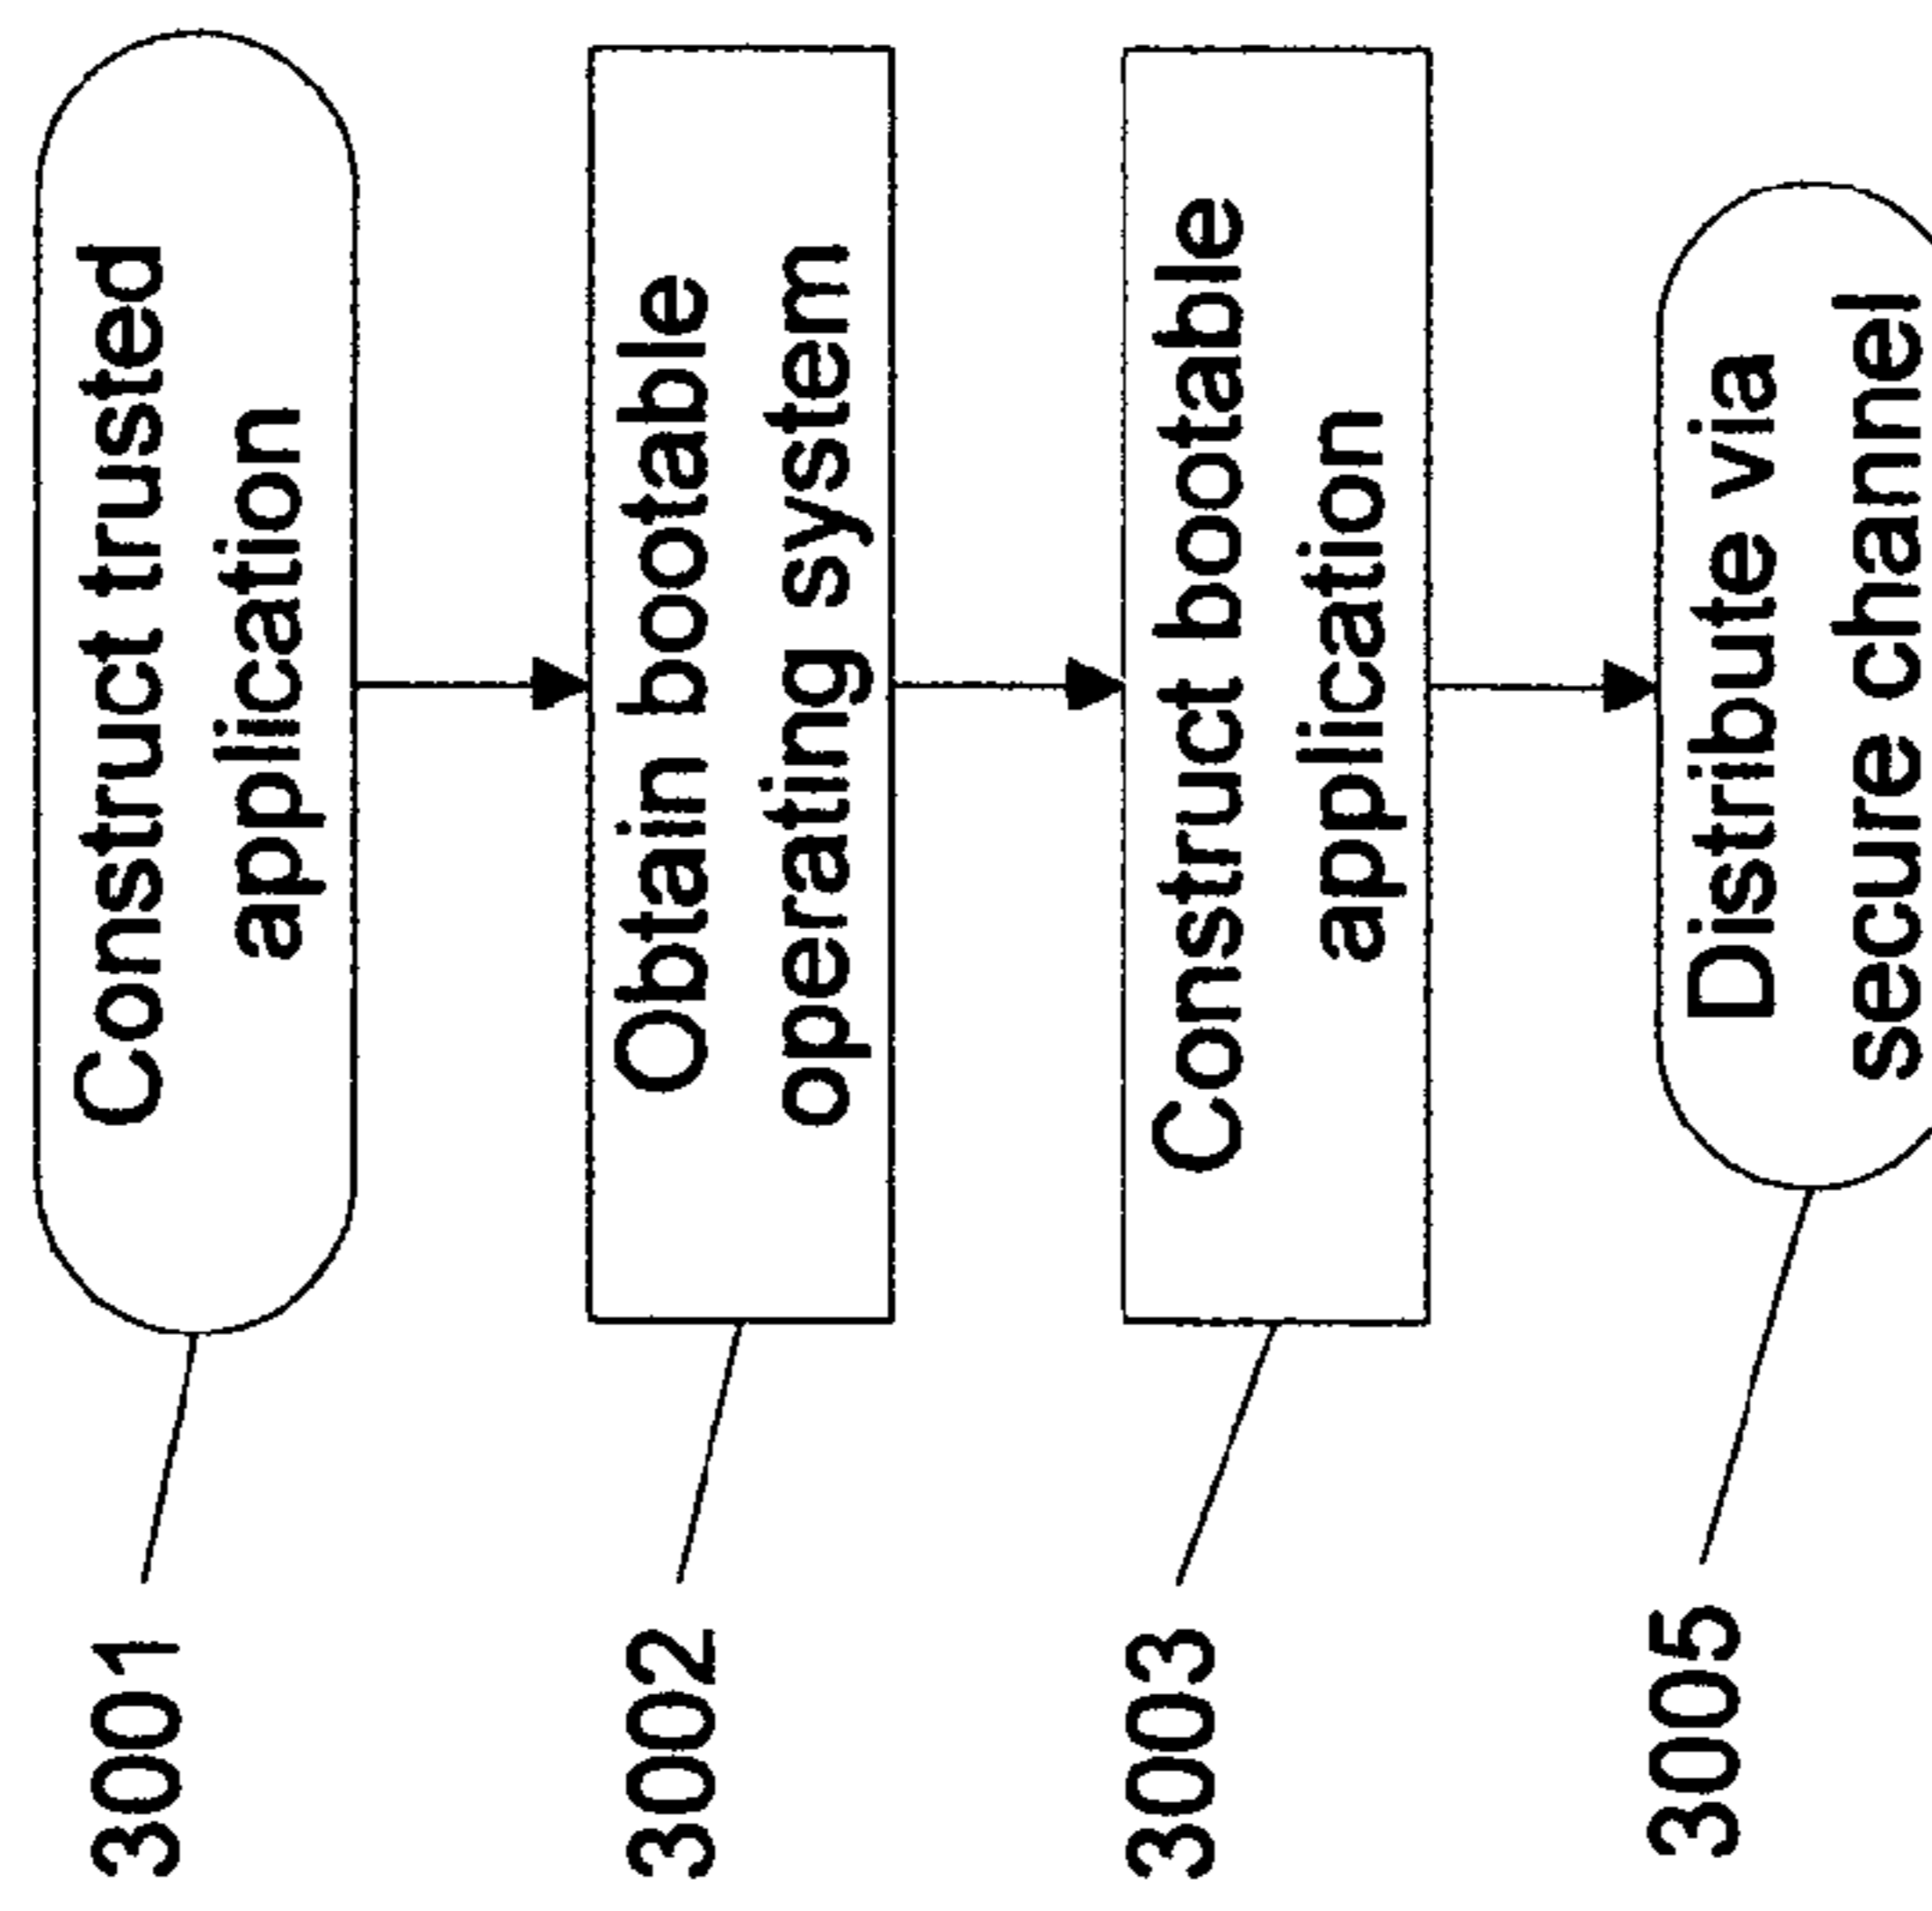 3001
Construct trusted
application
3002
Obtain bootable
operating system
3003
Construct bootable
application
3005
Distribute via
secure channel